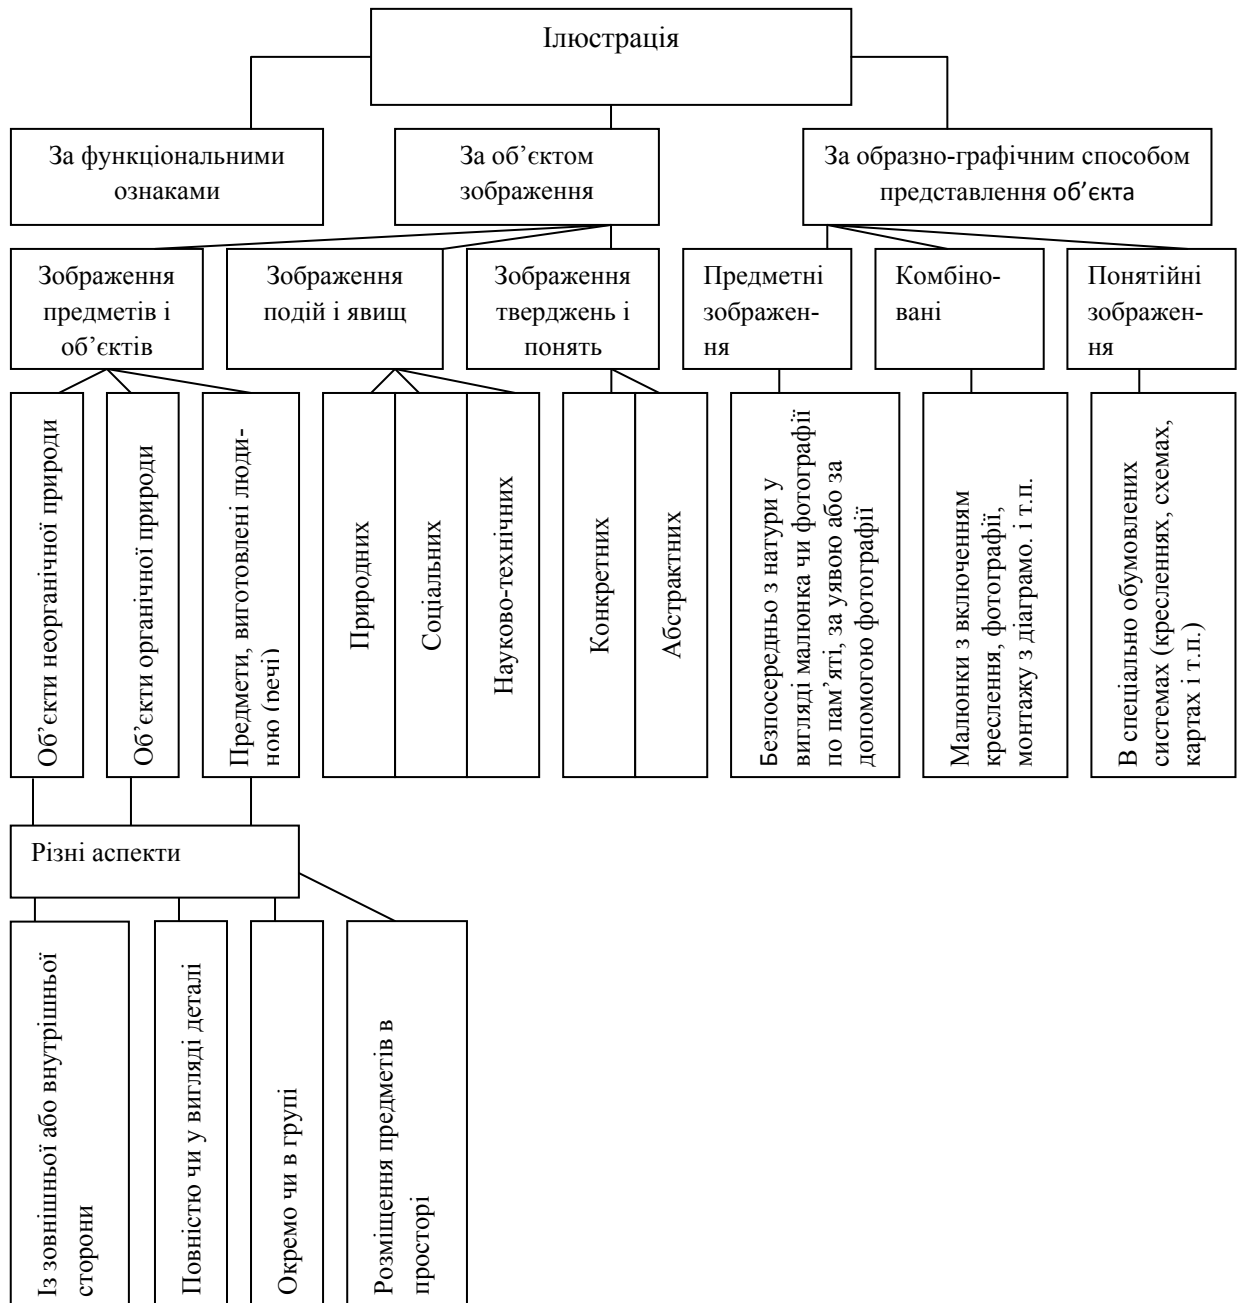 Ілюстрація
За функціональними
ознаками
За об’єктом
зображення
За образно-графічним способом
представлення об’єкта
Зображення
предметів і
об’єктів
Зображення
подій і явищ
Зображення
тверджень і
понять
Предметні
зображен-
ня
Комбіно-
вані
Понятійні
зображен-
ня
Об’єкти неорганічної природи
Об’єкти органічної природи
Предмети, виготовлені люди-
ною (речі)
Природних
Соціальних
Науково-технічних
Конкретних
Абстрактних
Безпосередньо з натури у
вигляді малюнка чи фотографії
по пам’яті, за уявою або за
допомогою фотографії
Малюнки з включенням
креслення, фотографії,
монтажу з діаграмо. і т.п.
В спеціально обумовлених
системах (кресленнях, схемах,
картах і т.п.)
Різні аспекти
Із зовнішньої або внутрішньої
сторони
Повністю чи у вигляді деталі
Окремо чи в групі
Розміщення предметів в
просторі